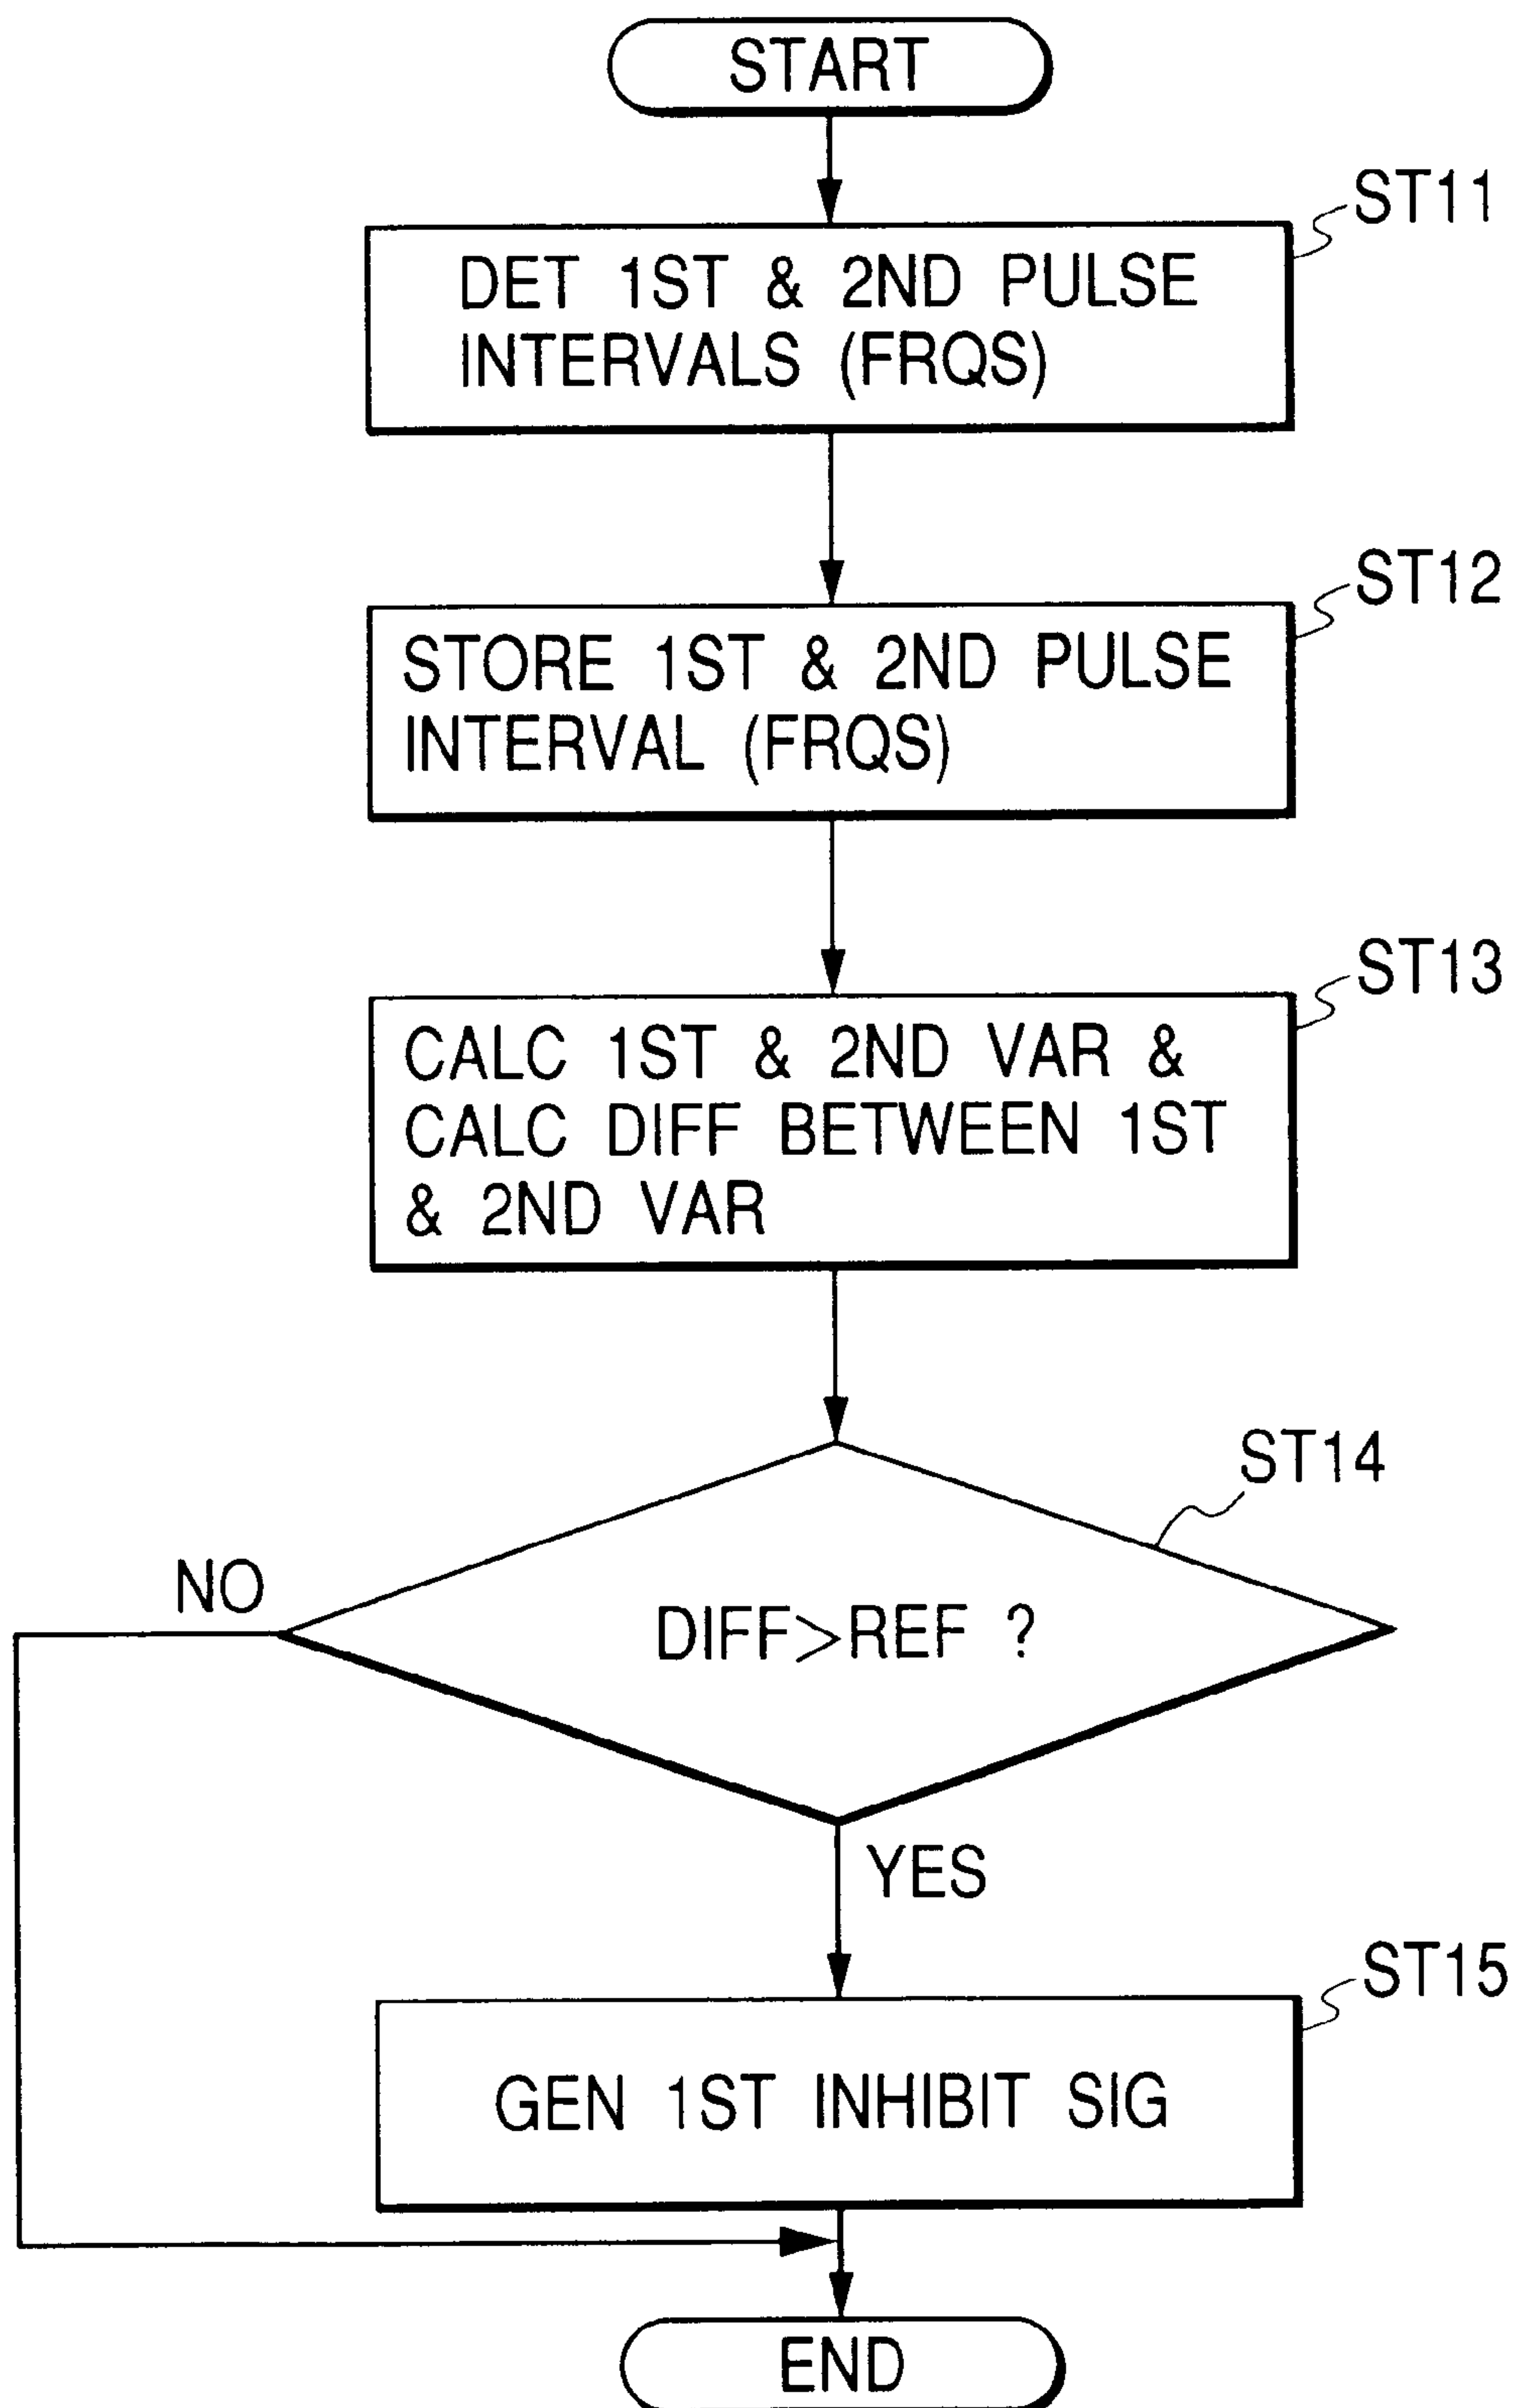 START
ST11
DET 1ST & 2ND PULSE
INTERVALS (FRQS)
ST12
STORE 1ST & 2ND PULSE
INTERVAL (FRQS)
ST13
CALC 1ST & 2ND VAR &
CALC DIFF BETWEEN 1ST
& 2ND VAR
ST14
NO
DIFF>REF ?
YES
ST15
GEN 1ST INHIBIT SIG
END